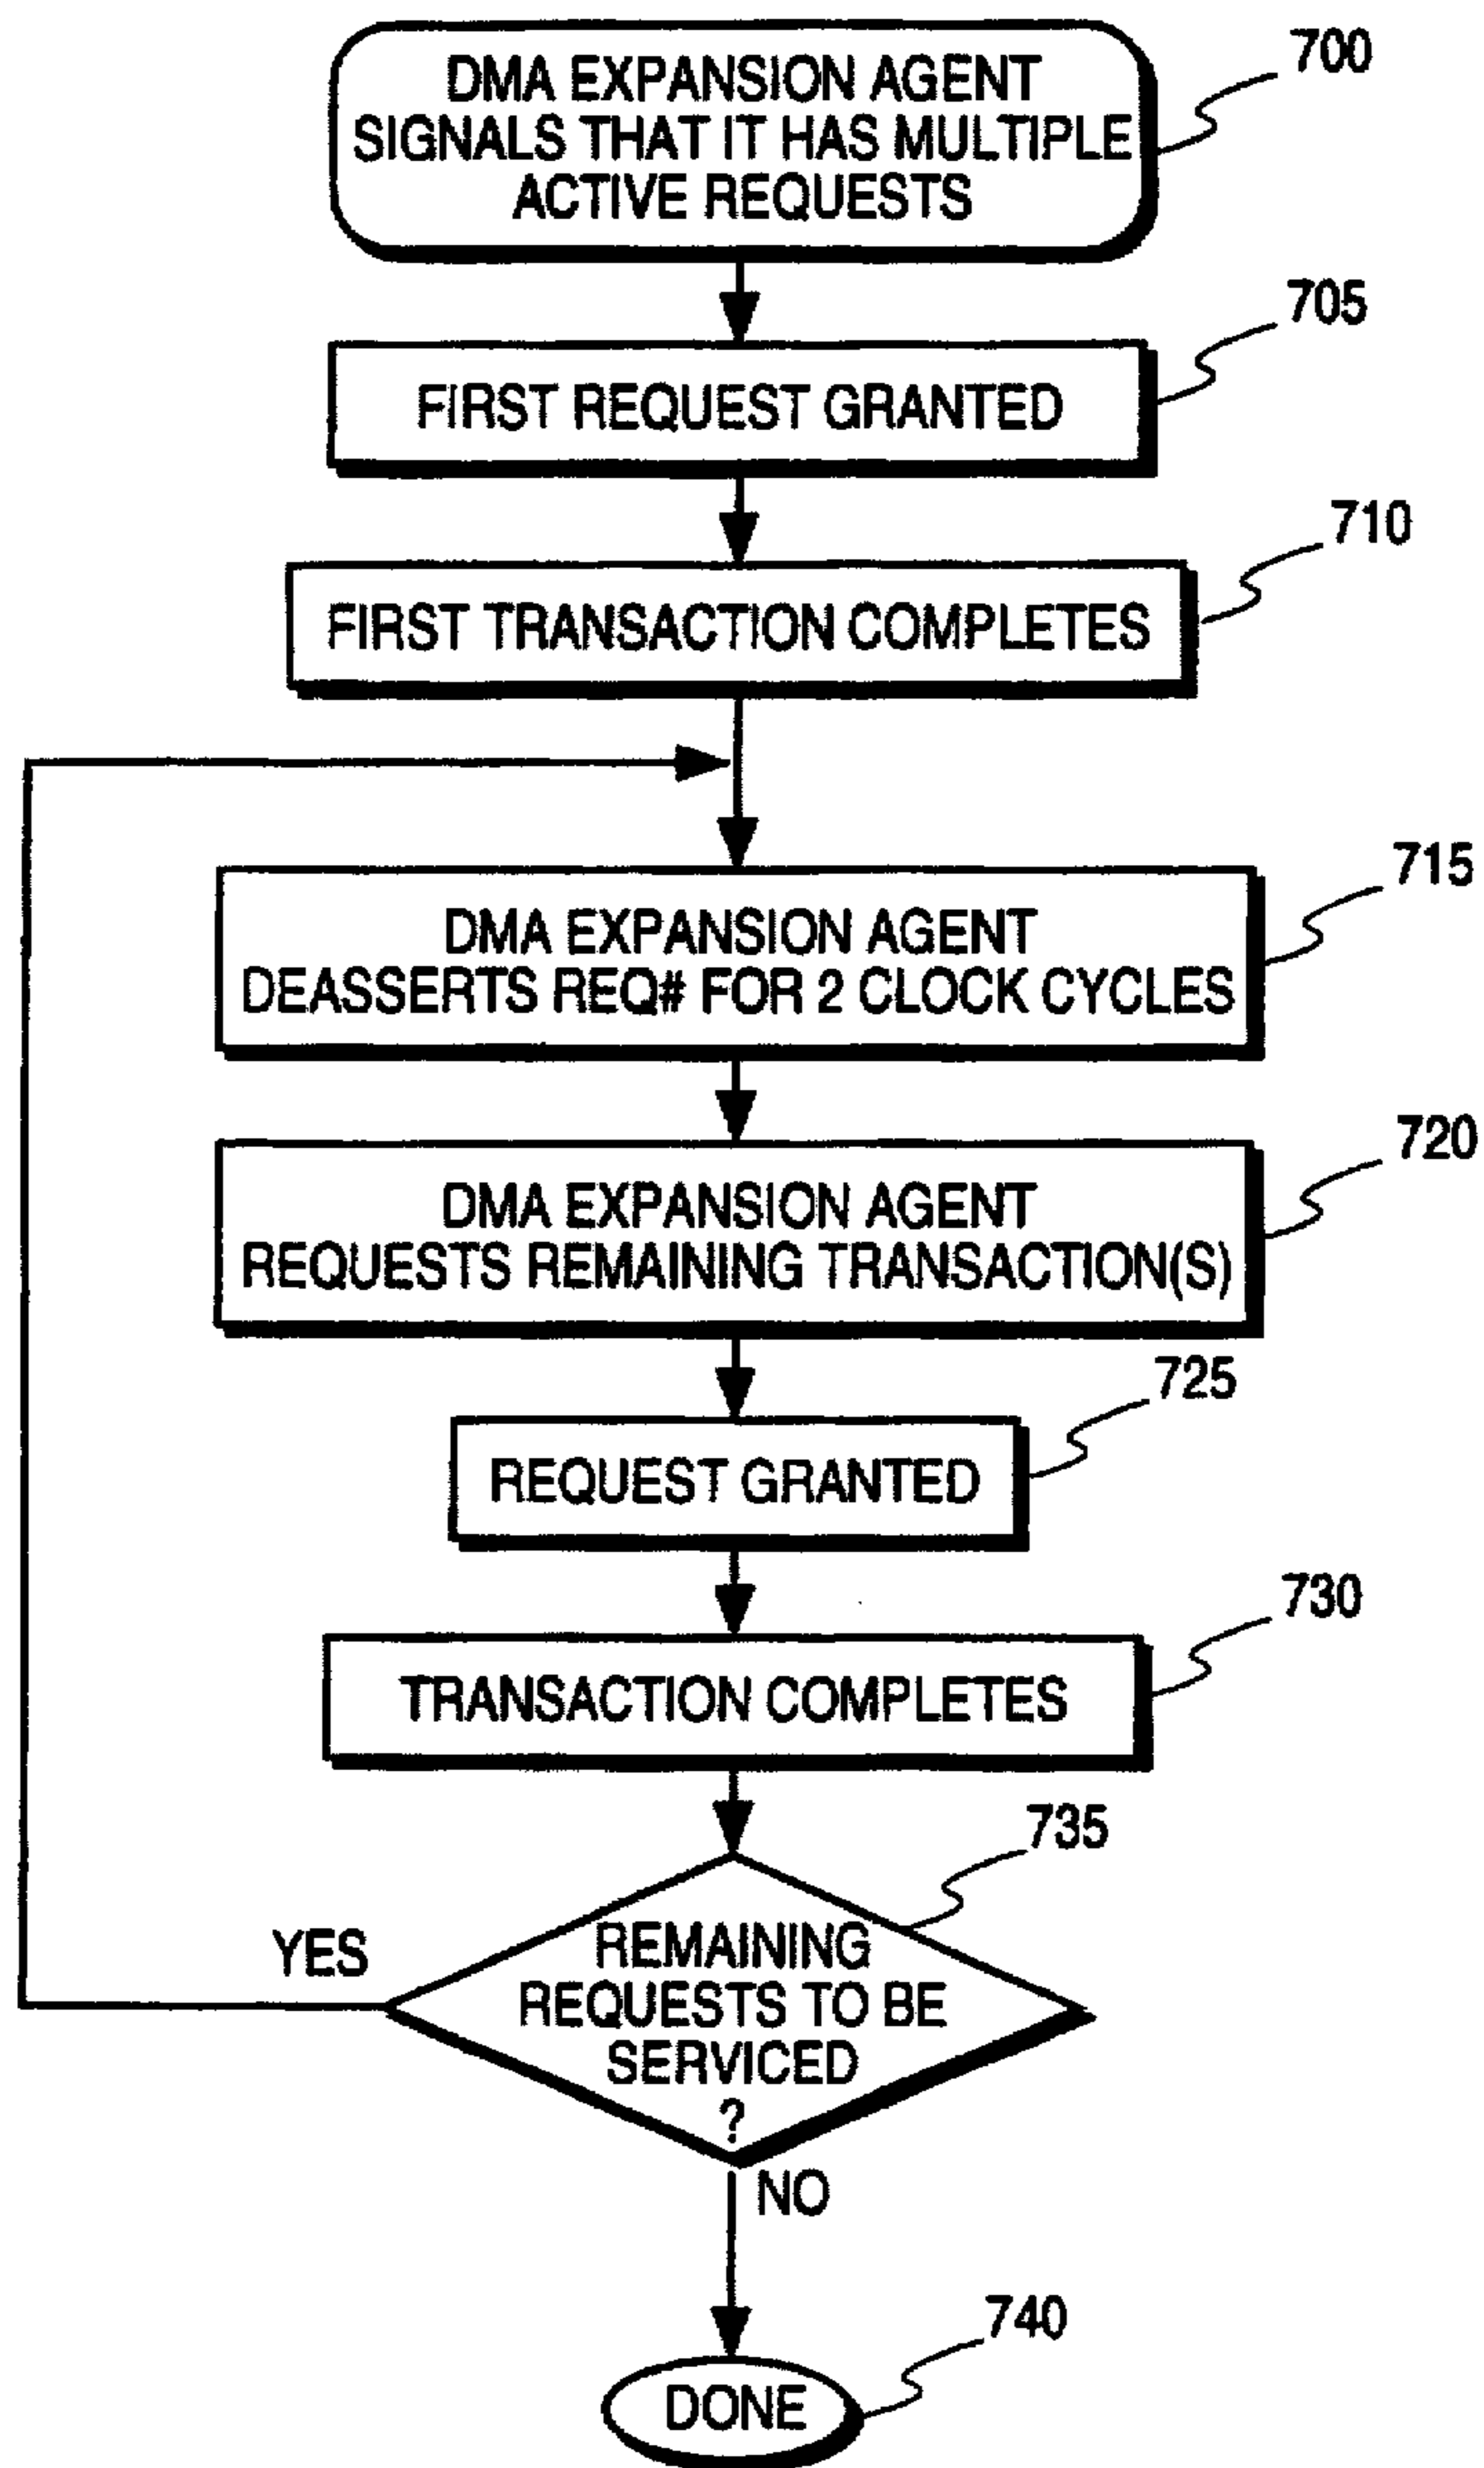 DMA EXPANSION AGENT
SIGNALS THAT IT HAS MULTIPLE
ACTIVE REQUESTS
700
705
FIRST REQUEST GRANTED
710
FIRST TRANSACTION COMPLETES
715
DMA EXPANSION AGENT
DEASSERTS REQ# FOR 2 CLOCK CYCLES
720
DMA EXPANSION AGENT
REQUESTS REMAINING TRANSACTION(S)
725
REQUEST GRANTED
730
TRANSACTION COMPLETES
735
YES
REMAINING
REQUESTS TO BE
SERVICED
?
NO
740
DONE